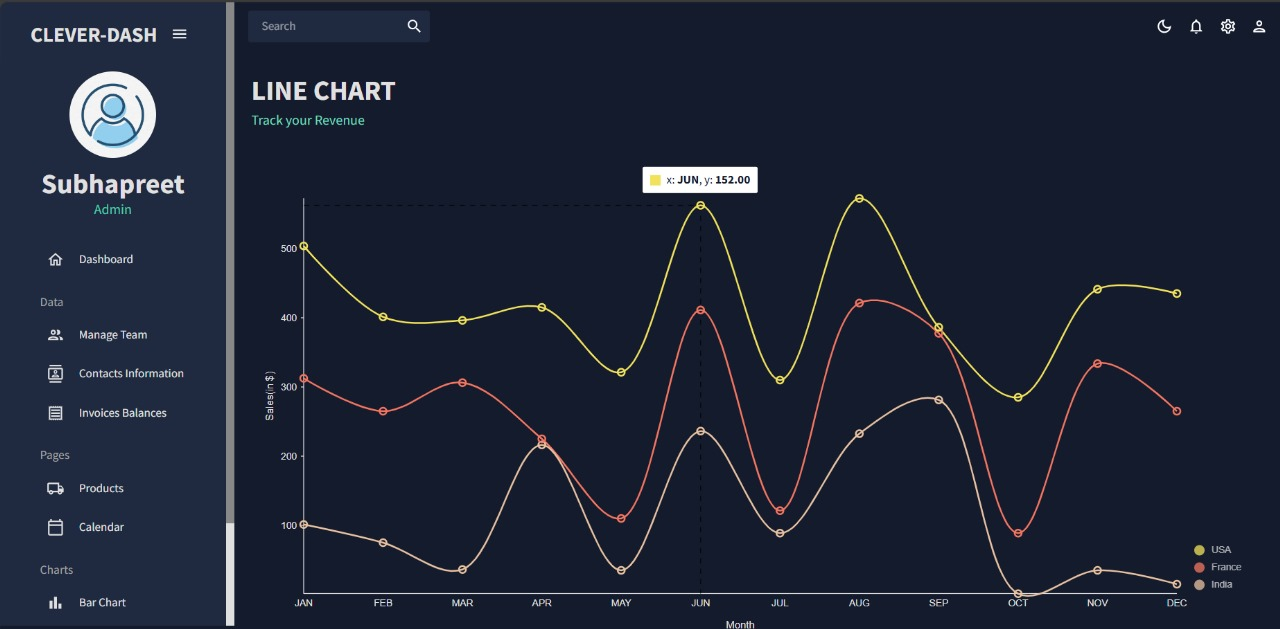 CLEVER-DASH
Subhapreet
Admin
Dashboard
Data
Manage Team
Contacts Information
Invoices Balances
Pages
Products
Calendar
Charts
Bar Chart
Search
LINE CHART
Track your Revenue
x: JUN, y: 152.00
Sales(in $)
500
400
300
200
100
JAN FEB MAR APR MAY JUN JUL AUG SEP OCT NOV DEC
Month
USA
France
India